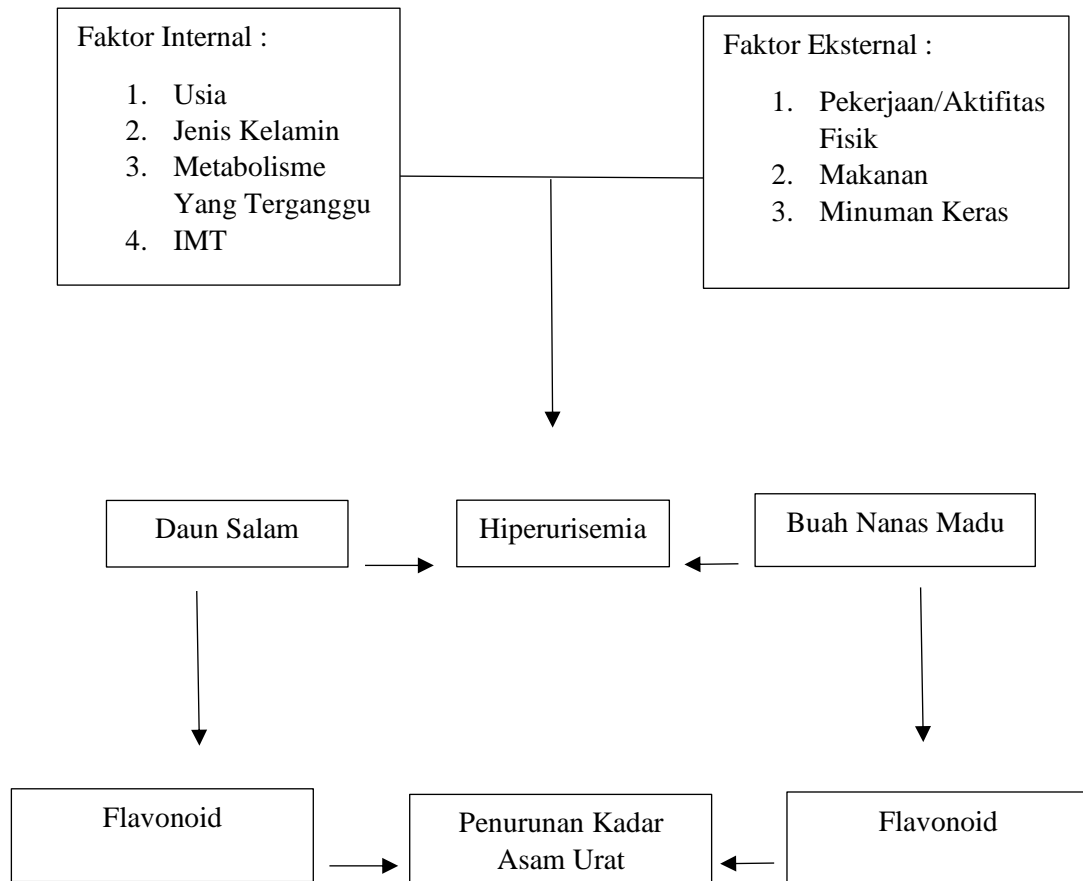 Faktor Internal :
1. Usia
2. Jenis Kelamin
3. Metabolisme
Yang Terganggu
4. IMT
Faktor Eksternal :
1. Pekerjaan/Aktifitas
Fisik
2. Makanan
3. Minuman Keras
Daun Salam
Hiperurisemia
Buah Nanas Madu
Flavonoid
Penurunan Kadar
Asam Urat
Flavonoid